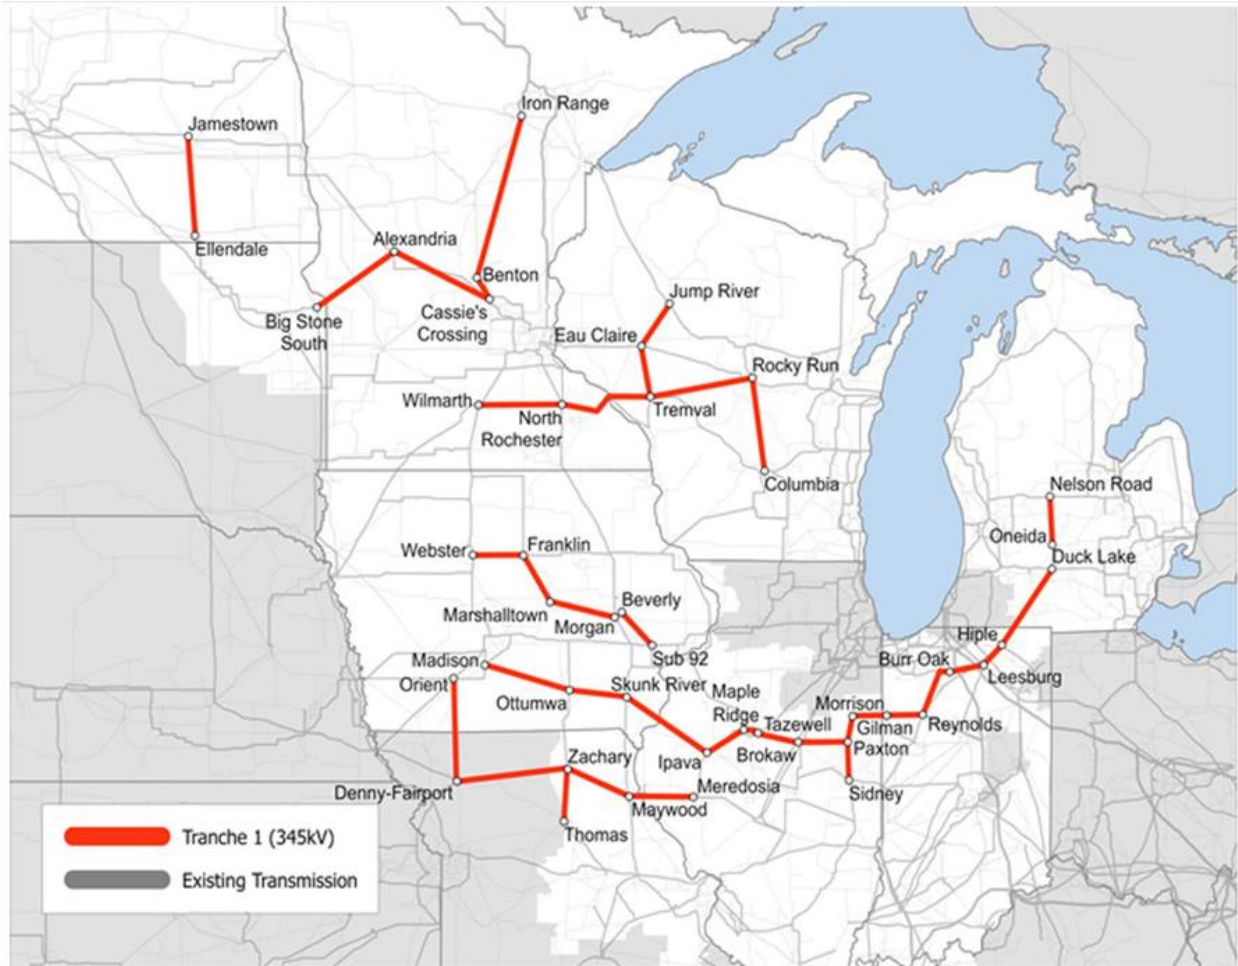 Iron Range
Jamestown
Alexandria
Ellendale
Benton
Jump River
Cassie's
Crossing
Big Stone
South
Eau Claire
Rocky Run
Wilmarth
North
Rochester
Tremval
Columbia
Nelson Road
Oneida
Duck Lake
Webster
Franklin
Beverly
Marshalltown
Morgan
Hiple
Sub 92
Burr Oak
Madison
Leesburg
Orient
Skunk River
Maple
Ridge
Ottumwa
Morrison
Tazewell
Reynolds
Gilman
Zachary
Ipava
Brokaw
Paxton
Denny-Fairport
Meredosia
Sidney
Maywood
Thomas
Tranche 1 (345kV)
Existing Transmission